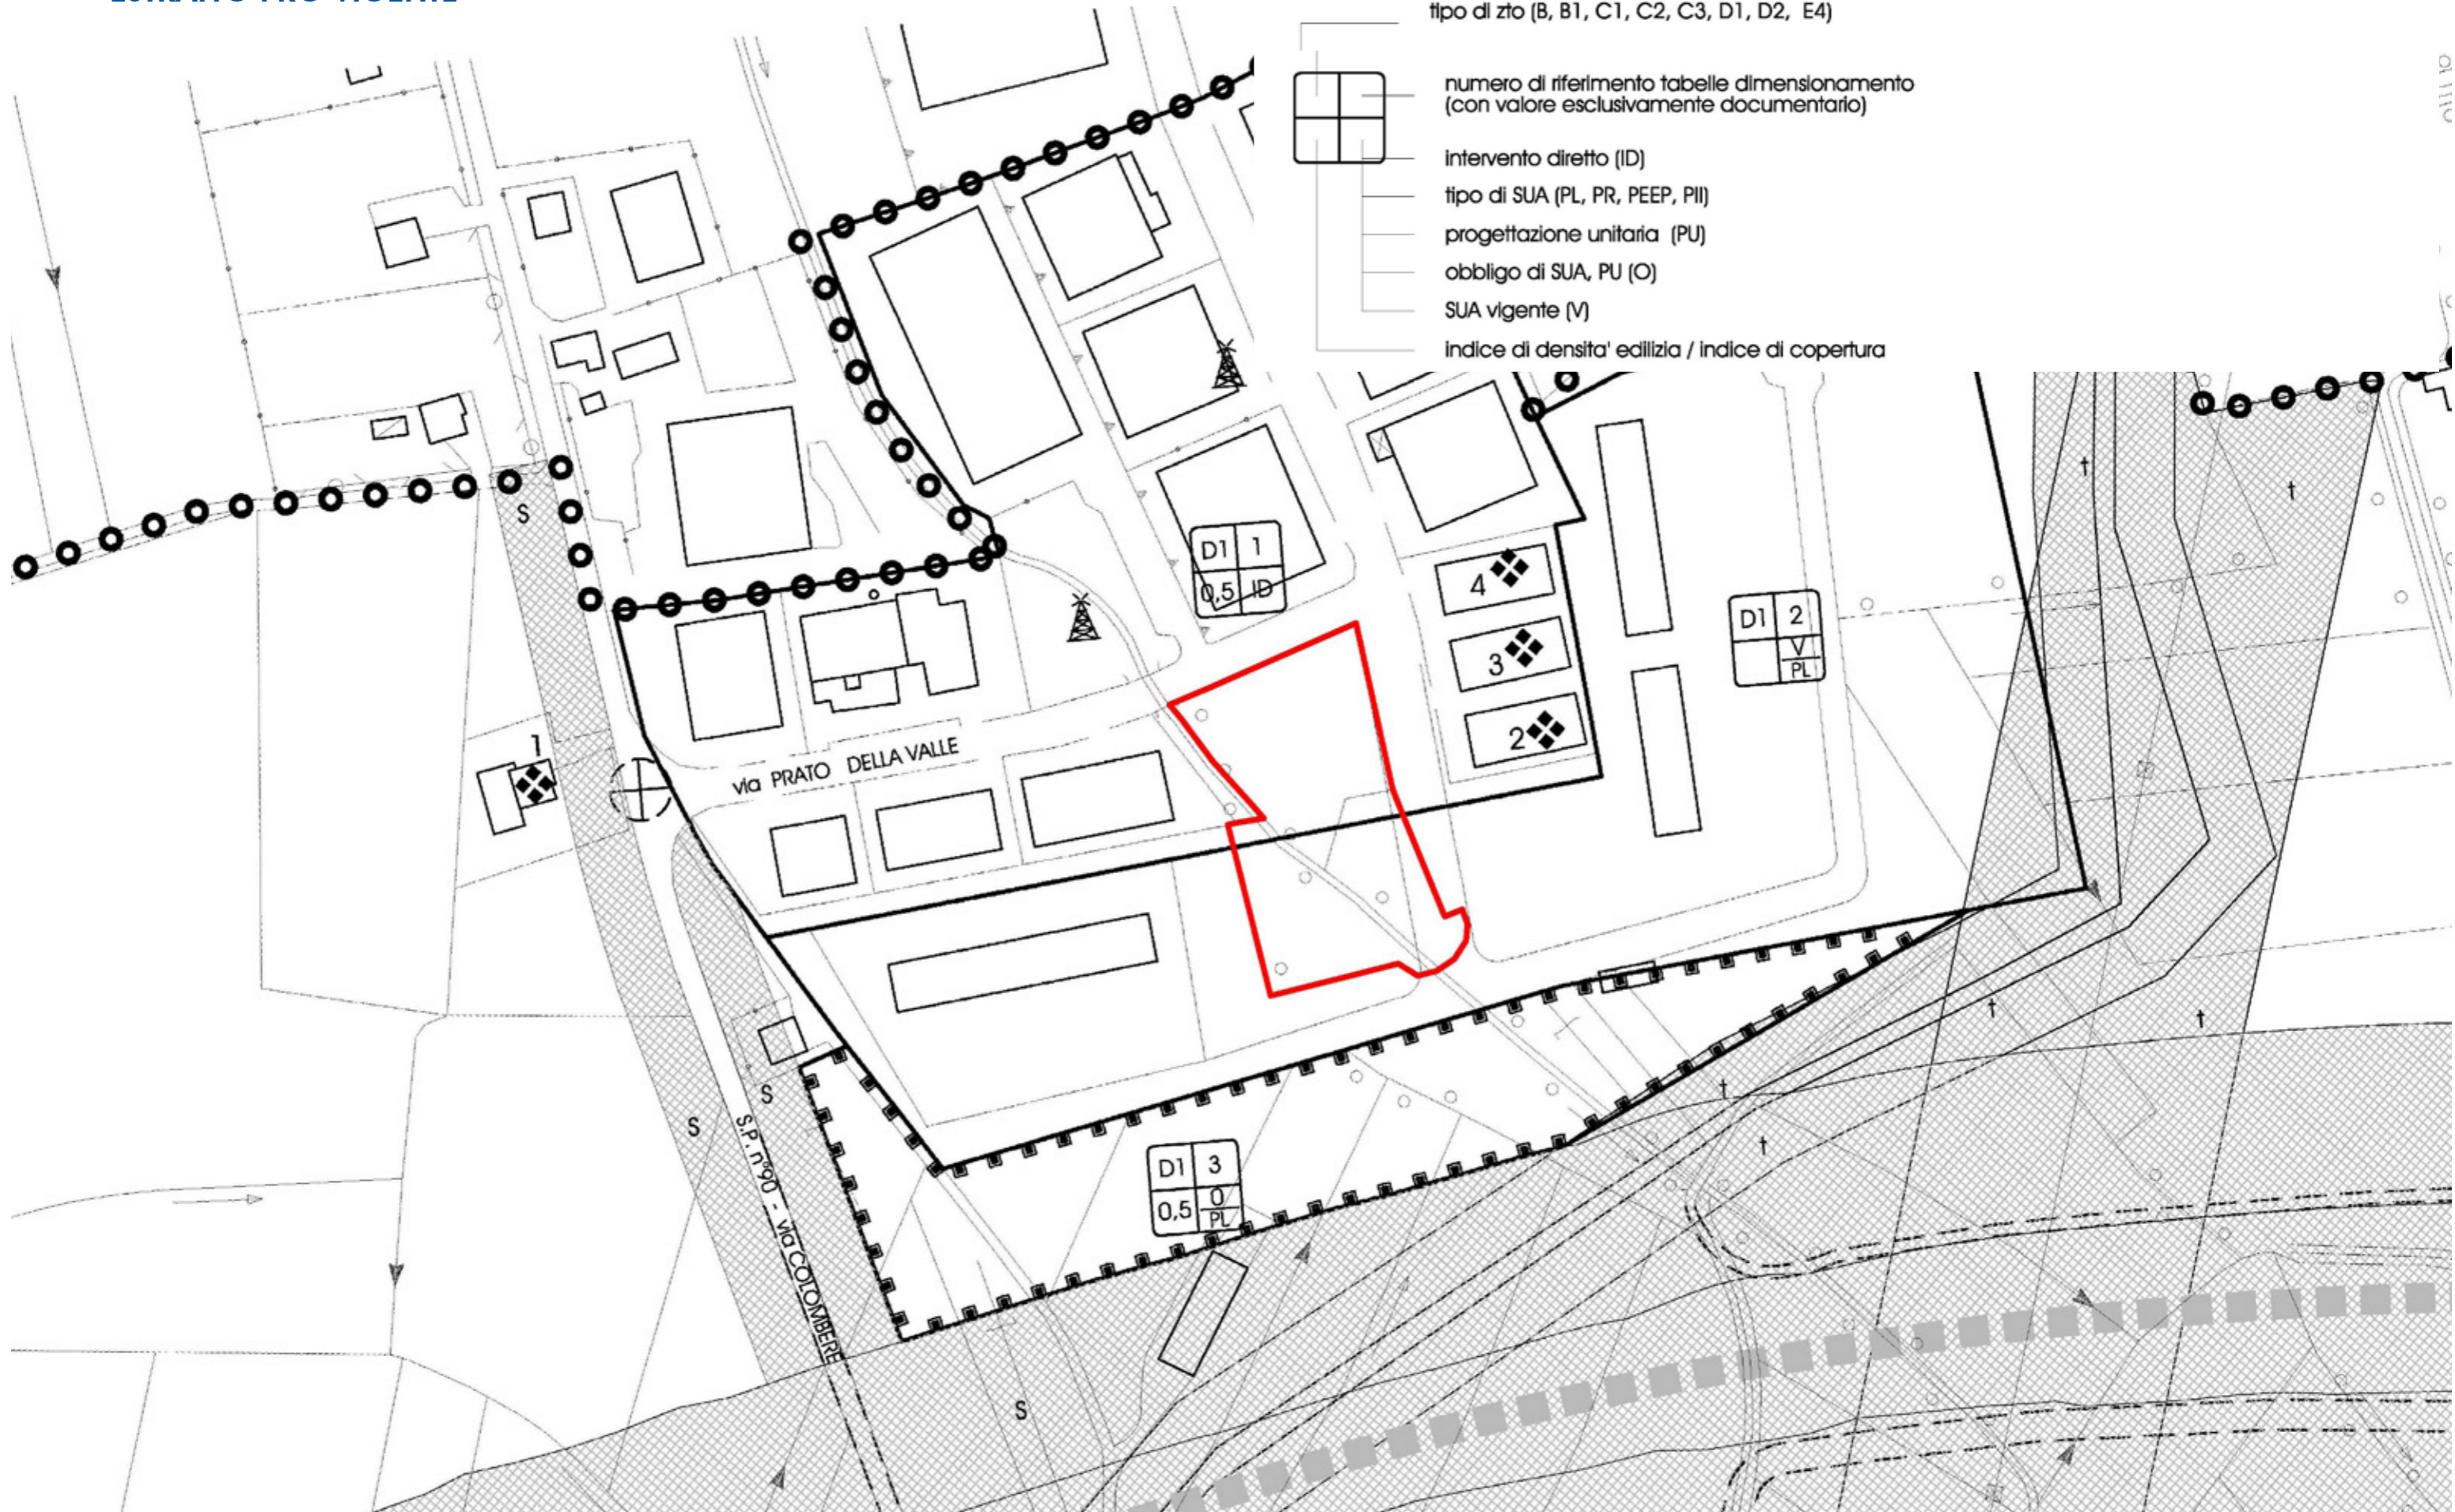 tipo di zto (B, B1, C1, C2, C3, D1, D2, E4)
numero di riferimento tabelle dimensionamento
(con valore esclusivamente documentario)
intervento diretto (ID)
tipo di SUA (PL, PR, PEEP, PII)
progettazione unitaria (PU)
obbligo di SUA, PU (O)
SUA vigente (V)
indice di densita' edilizia / indice di copertura
t
t
S
D1 1
0,5 ID
4
3
2
D1 2
V
PL
1
via PRATO DELLA VALLE
t
t
t
t
S
S
S.P. n°90 - via COLOMBERE
D1 3
0,5 O
PL
S